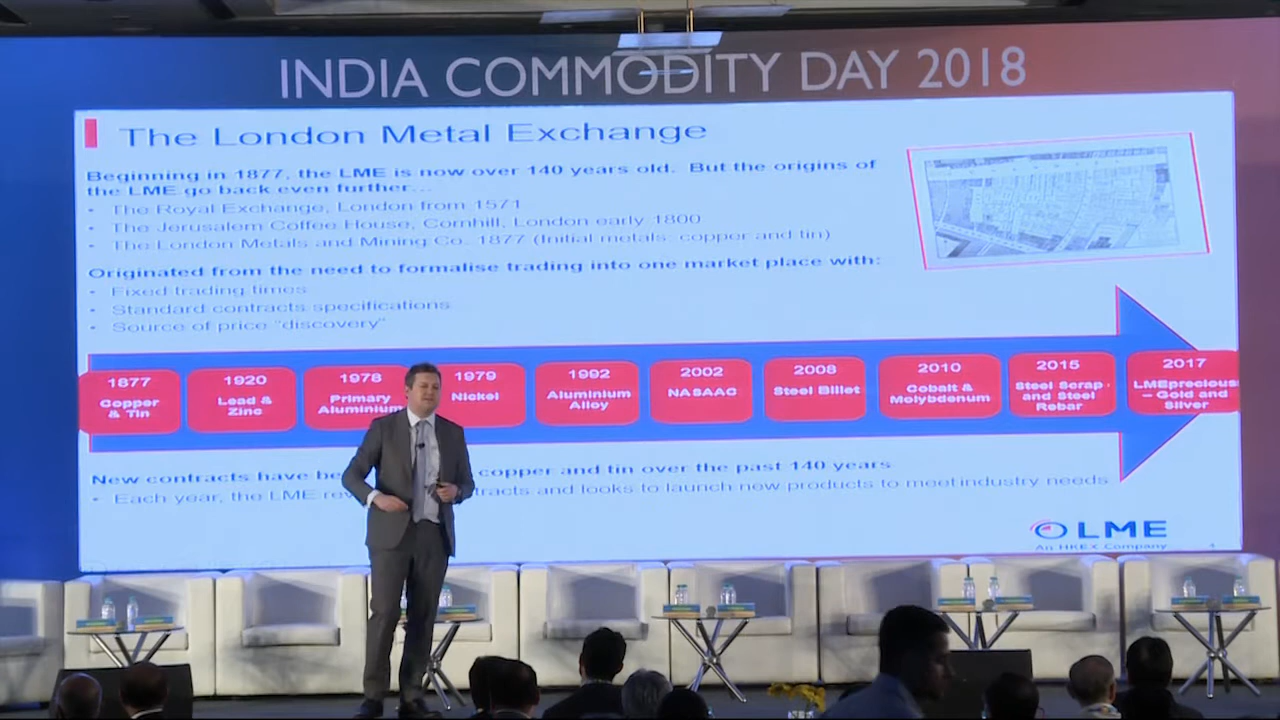 INDIA COMMODITY DAY 2018
The London Metal Exchange
Beginning in 1877, the LME is now over 140 years old. But the origins of
the LME go back even further...
• The Royal Exchange, London from 1571
• The Jerusalem Coffee House, Cornhill, London early 1800
• The London Metals and Mining Co. 1877 (Initial metals; copper and tin)
Originated from the need to formalise trading into one market place with:
• Fixed trading times
• Standard contracts specifications
• Source of price "discovery"
1877
Copper
& Tin
1920
Lead &
Zinc
1978
Primary
Aluminium
1979
Nickel
1992
Aluminium
Alloy
2002
NASAAC
2008
Steel Billet
2010
Cobalt &
Molybdenum
2015
Steel Scrap
and Steel
Rebar
2017
LMEprecious
– Gold and
Silver
New contracts have copper and tin over the past 140 years
• Each year, the LME and looks to launch new products to meet industry needs
LME
An HKEX Company
4